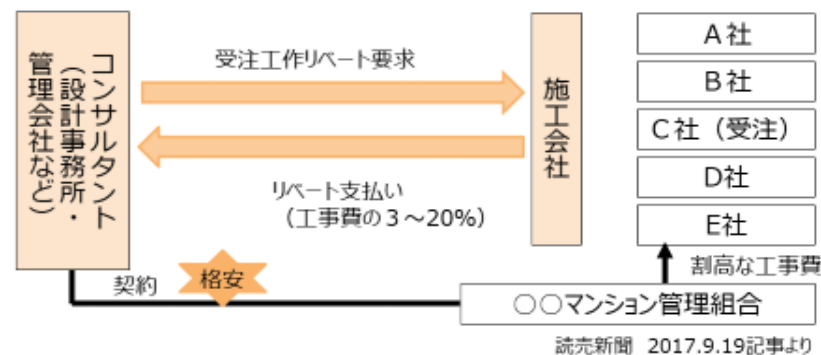 コンサルタント
（設計事務所・
管理会社など）
受注工作リベート要求
リベート支払い
（工事費の３～20%）
施工会社
Ａ社
Ｂ社
Ｃ社（受注）
D社
E社
割高な工事費
契約
格安
○○マンション管理組合
読売新聞　2017.9.19記事より